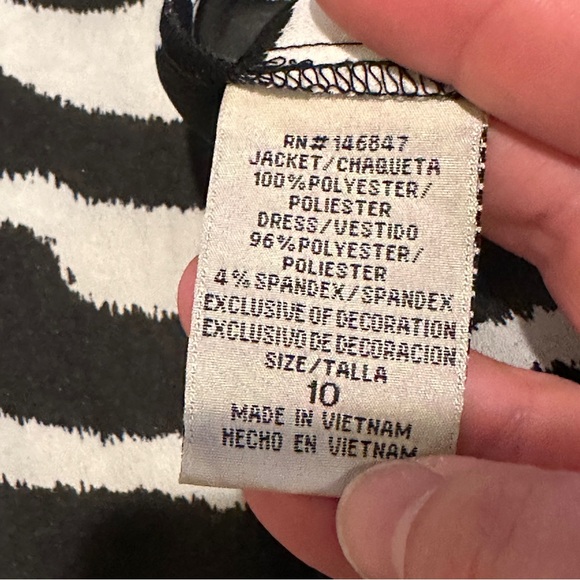 RN# 146847
JACKET/CHAQUETA
100%POLYESTER/
POLIESTER
DRESS/VESTIDO
96%POLYESTER/
POLIESTER
4%SPANDEX/SPANDEX
EXCLUSIVE OF DECORATION
EXCLUSIVO DE DECORACION
SIZE/TALLA
10
MADE IN VIETNAM
HECHO EN VIETNAM